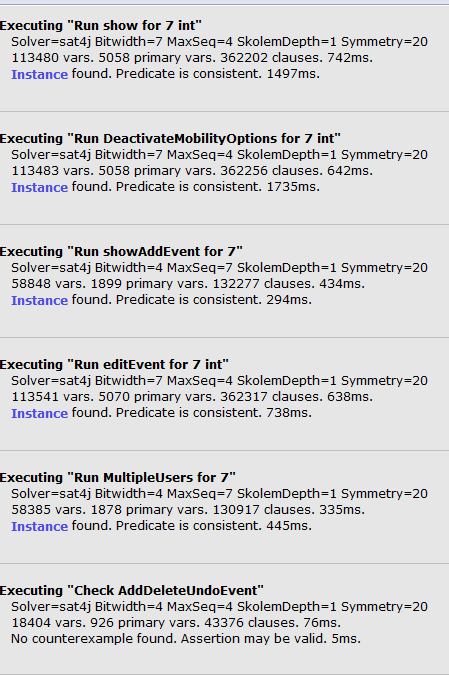 Executing "Run show for 7 int"
Solver=sat4j Bitwidth=7 MaxSeq=4 SkolemDepth=1 Symmetry=20
113480 vars. 5058 primary vars. 362202 clauses. 742ms.
Instance found. Predicate is consistent. 1497ms.
Executing "Run DeactivateMobilityOptions for 7 int"
Solver=sat4j Bitwidth=7 MaxSeq=4 SkolemDepth=1 Symmetry=20
113483 vars. 5058 primary vars. 362256 clauses. 642ms.
Instance found. Predicate is consistent. 1735ms.
Executing "Run showAddEvent for 7"
Solver=sat4j Bitwidth=4 MaxSeq=7 SkolemDepth=1 Symmetry=20
58848 vars. 1899 primary vars. 132277 clauses. 434ms.
Instance found. Predicate is consistent. 294ms.
Executing "Run editEvent for 7 int"
Solver=sat4j Bitwidth=7 MaxSeq=4 SkolemDepth=1 Symmetry=20
113541 vars. 5070 primary vars. 362317 clauses. 638ms.
Instance found. Predicate is consistent. 738ms.
Executing "Run MultipleUsers for 7"
Solver=sat4j Bitwidth=4 MaxSeq=7 SkolemDepth=1 Symmetry=20
58385 vars. 1878 primary vars. 130917 clauses. 335ms.
Instance found. Predicate is consistent. 445ms.
Executing "Check AddDeleteUndoEvent"
Solver=sat4j Bitwidth=4 MaxSeq=4 SkolemDepth=1 Symmetry=20
18404 vars. 926 primary vars. 43376 clauses. 76ms.
No counterexample found. Assertion may be valid. 5ms.